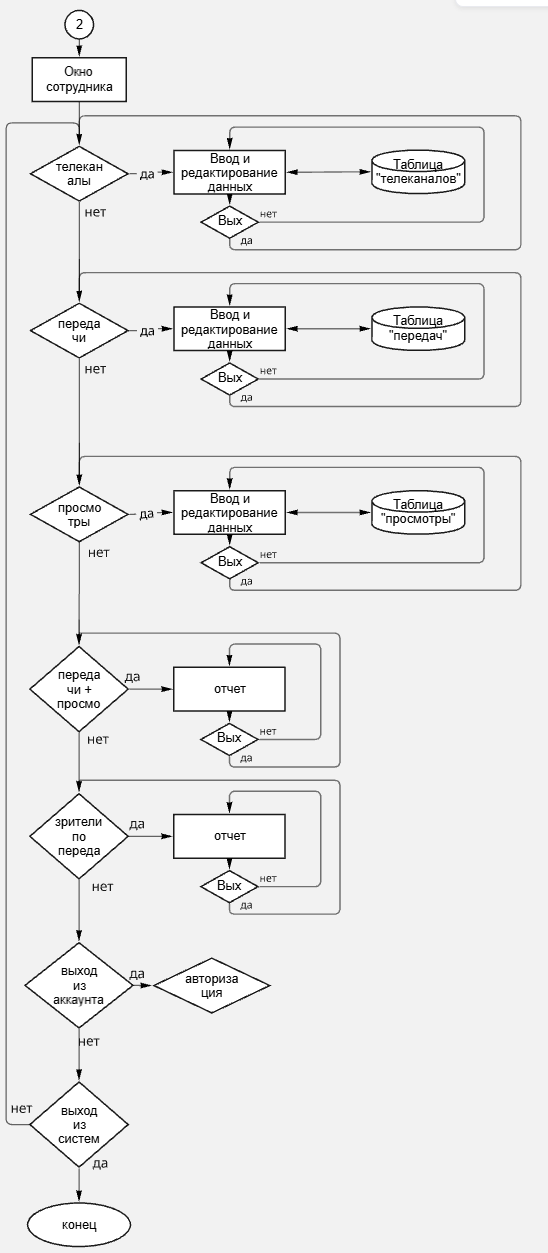 2
Окно
сотрудника
телекан
алы
да
Ввод и
редактирование
данных
Таблица
"телеканалов"
Вых
нет
да
нет
переда
чи
да
Ввод и
редактирование
данных
Таблица
"передач"
Вых
нет
да
нет
просмо
тры
да
Ввод и
редактирование
данных
Таблица
"просмотры"
Вых
нет
да
нет
переда
чи +
просмо
да
отчет
Вых
нет
да
нет
зрители
по
переда
да
отчет
Вых
нет
да
нет
выход
из
аккаунта
да
авториза
ция
нет
выход
из
систем
нет
да
конец